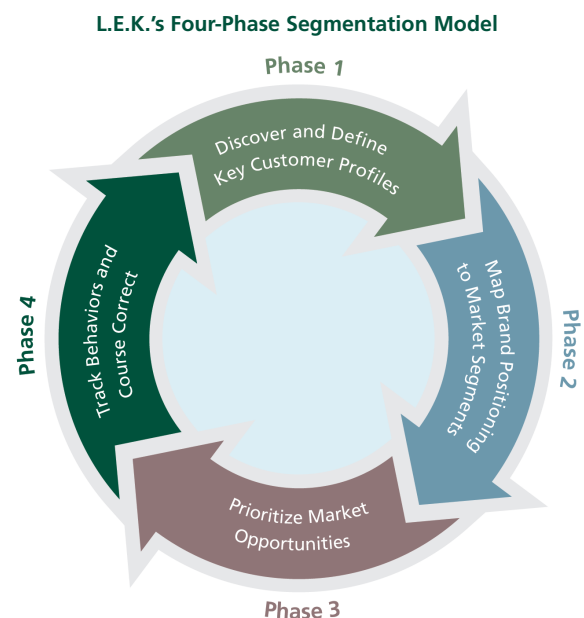 L.E.K.’s Four-Phase Segmentation Model
Phase 1
Discover and Define
Key Customer Profiles
Phase 2
Map Brand Positioning
to Market Segments
Phase 3
Prioritize Market
Opportunities
Phase 4
Track Behaviors and
Course Correct